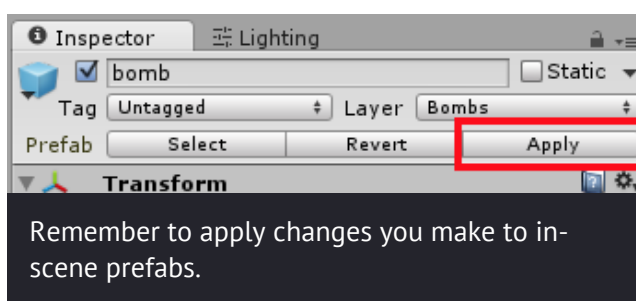 Inspector Lighting
bomb Static
Tag Untagged Layer Bombs
Prefab Select Revert Apply
Transform
Remember to apply changes you make to in-
scene prefabs.